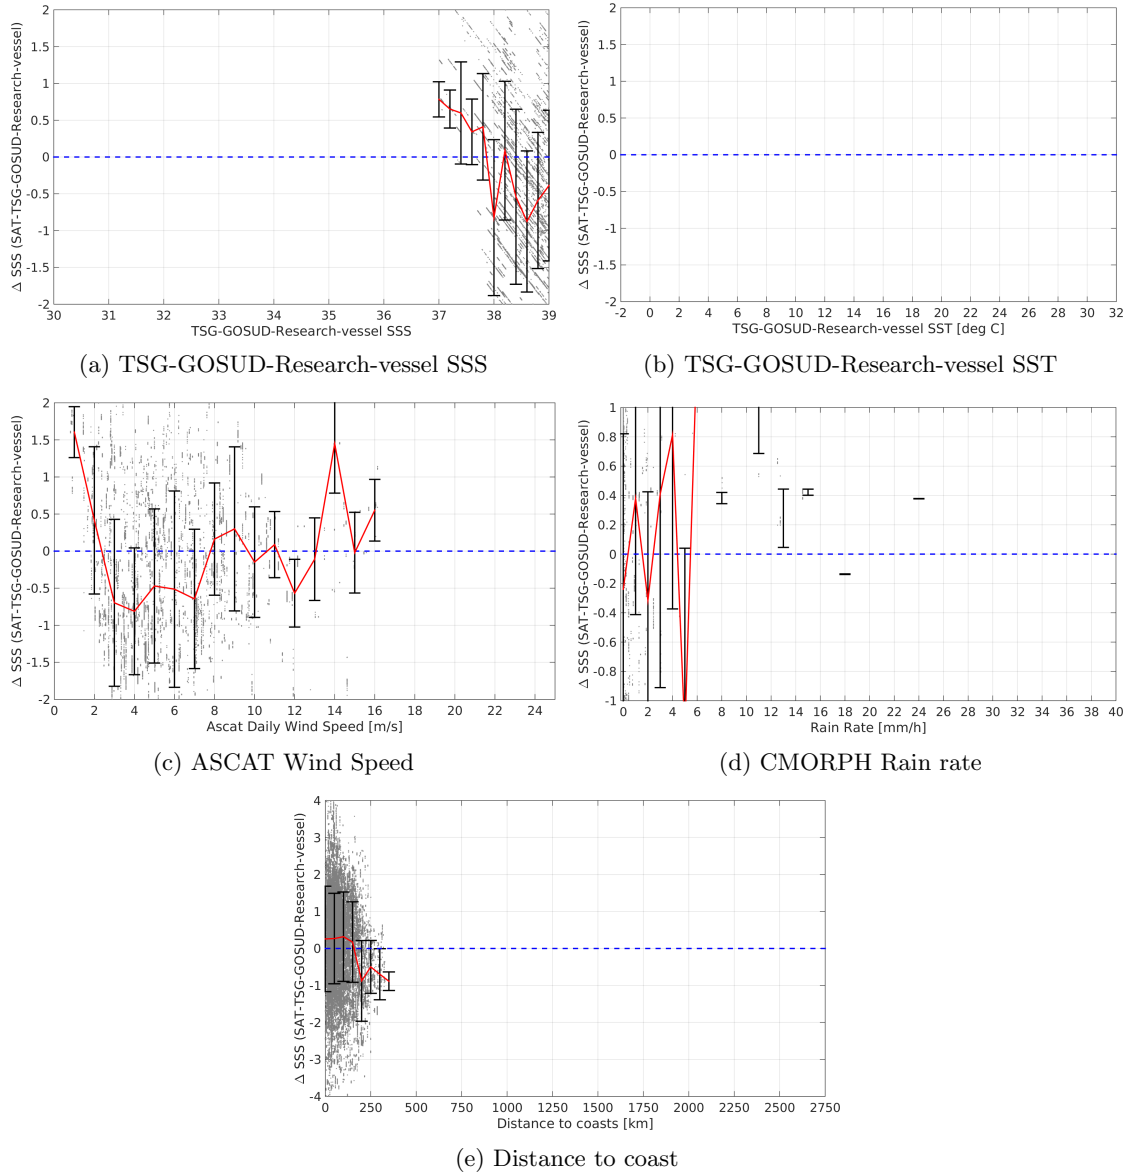 2
1.5
1
0.5
0
-0.5
-1
-1.5
-2
Δ SSS (SAT-TSG-GOSUD-Research-vessel)
30 31 32 33 34 35 36 37 38 39
TSG-GOSUD-Research-vessel SSS
(a) TSG-GOSUD-Research-vessel SSS
2
1.5
1
0.5
0
-0.5
-1
-1.5
-2
Δ SSS (SAT-TSG-GOSUD-Research-vessel)
-2 0 2 4 6 8 10 12 14 16 18 20 22 24 26 28 30 32
TSG-GOSUD-Research-vessel SST [deg C]
(b) TSG-GOSUD-Research-vessel SST
2
1.5
1
0.5
0
-0.5
-1
-1.5
-2
Δ SSS (SAT-TSG-GOSUD-Research-vessel)
0 2 4 6 8 10 12 14 16 18 20 22 24
Ascat Daily Wind Speed [m/s]
(c) ASCAT Wind Speed
1
0.8
0.6
0.4
0.2
0
-0.2
-0.4
-0.6
-0.8
-1
Δ SSS (SAT-TSG-GOSUD-Research-vessel)
0 2 4 6 8 10 12 14 16 18 20 22 24 26 28 30 32 34 36 38 40
Rain Rate [mm/h]
(d) CMORPH Rain rate
4
3
2
1
0
-1
-2
-3
-4
Δ SSS (SAT-TSG-GOSUD-Research-vessel)
0 250 500 750 1000 1250 1500 1750 2000 2250 2500 2750
Distance to coasts [km]
(e) Distance to coast